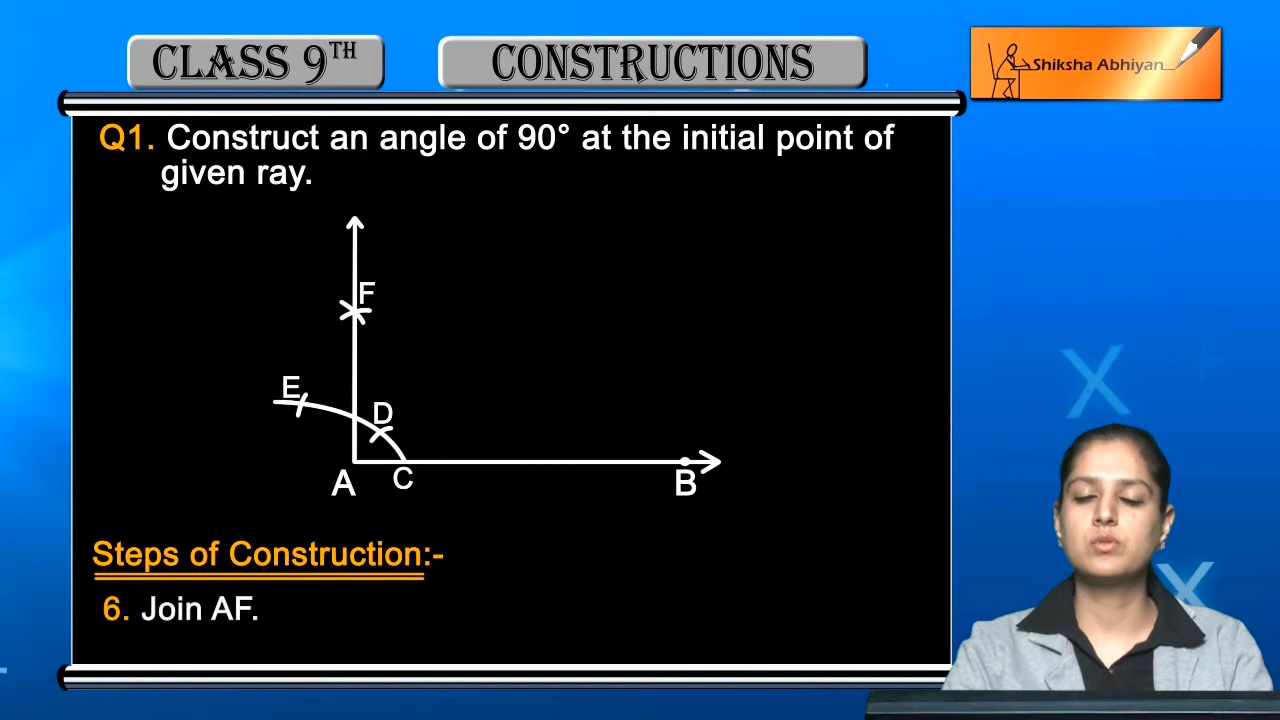 CLASS 9TH
CONSTRUCTIONS
Shiksha Abhiyan
Q1. Construct an angle of 90° at the initial point of
given ray.
F
E
D
A
C
B
Steps of Construction:-
6. Join AF.
X
X